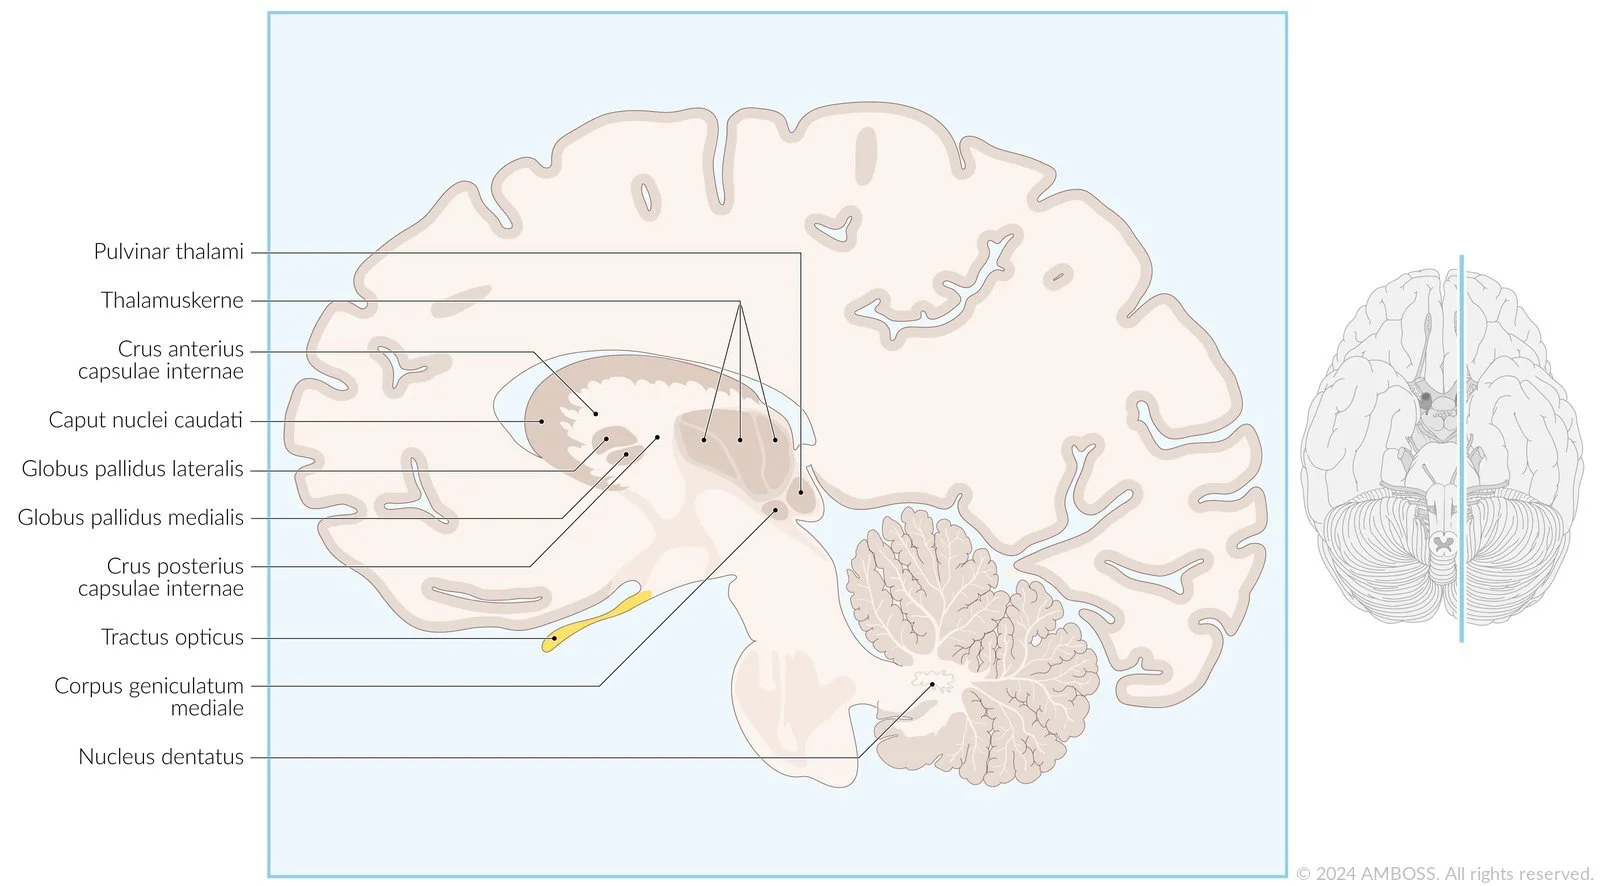 Pulvinar thalami
Thalamuskerne
Crus anterius
capsulae internae
Caput nuclei caudati
Globus pallidus lateralis
Globus pallidus medialis
Crus posterius
capsulae internae
Tractus opticus
Corpus geniculatum
mediale
Nucleus dentatus
© 2024 AMBOSS. All rights reserved.